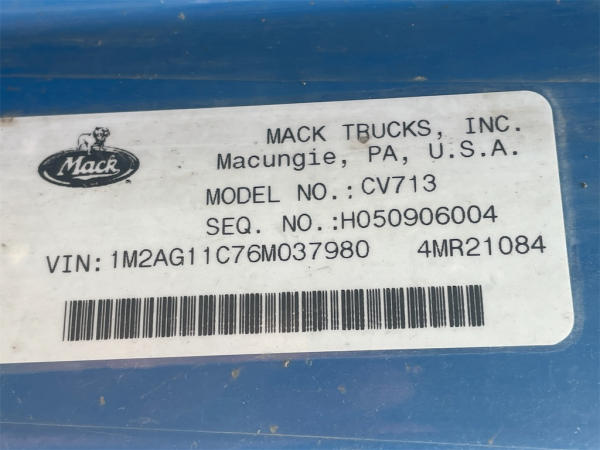 Mack
MACK TRUCKS, INC.
Macungie, PA, U.S.A.
MODEL NO.:CV713
SEQ. NO.:H050906004
VIN: 1M2AG11C76M037980 4MR21084